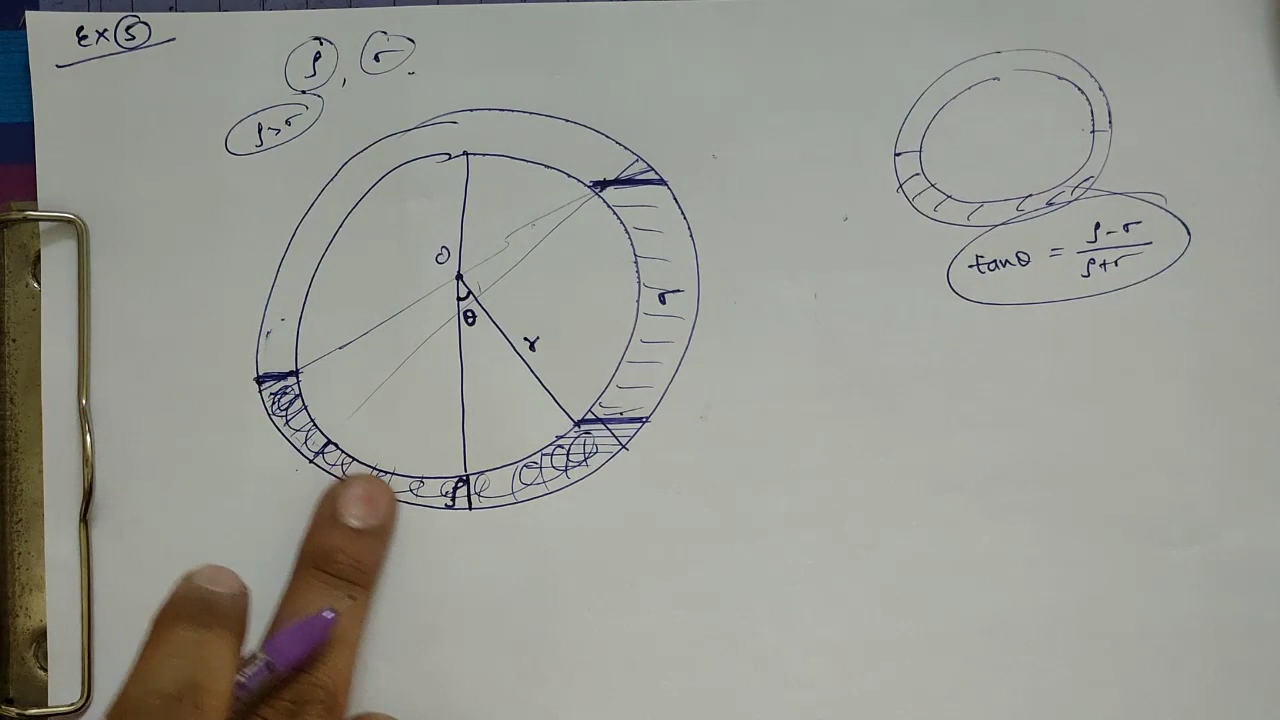 Ex ⑤
ρ, σ.
ρ>σ
O
θ
r
σ
ρ
tanθ = (ρ-σ)/(ρ+σ)